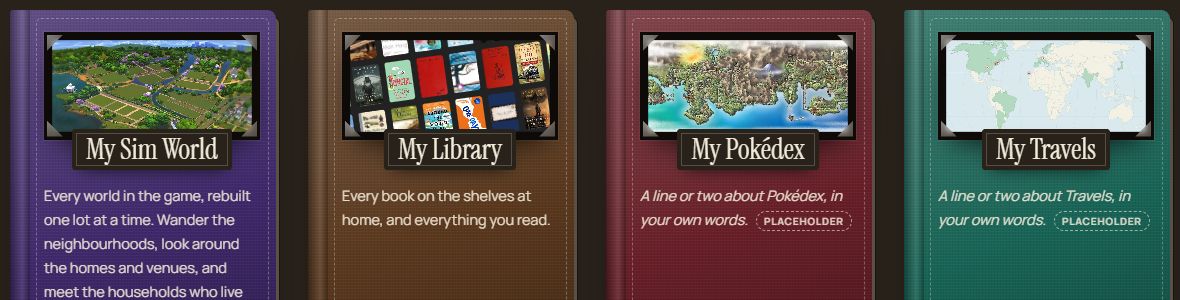 My Sim World
Every world in the game, rebuilt
one lot at a time. Wander the
neighbourhoods, look around
the homes and venues, and
meet the households who live
My Library
Every book on the shelves at
home, and everything you read.
My Pokédex
A line or two about Pokédex, in
your own words. PLACEHOLDER
My Travels
A line or two about Travels, in
your own words. PLACEHOLDER